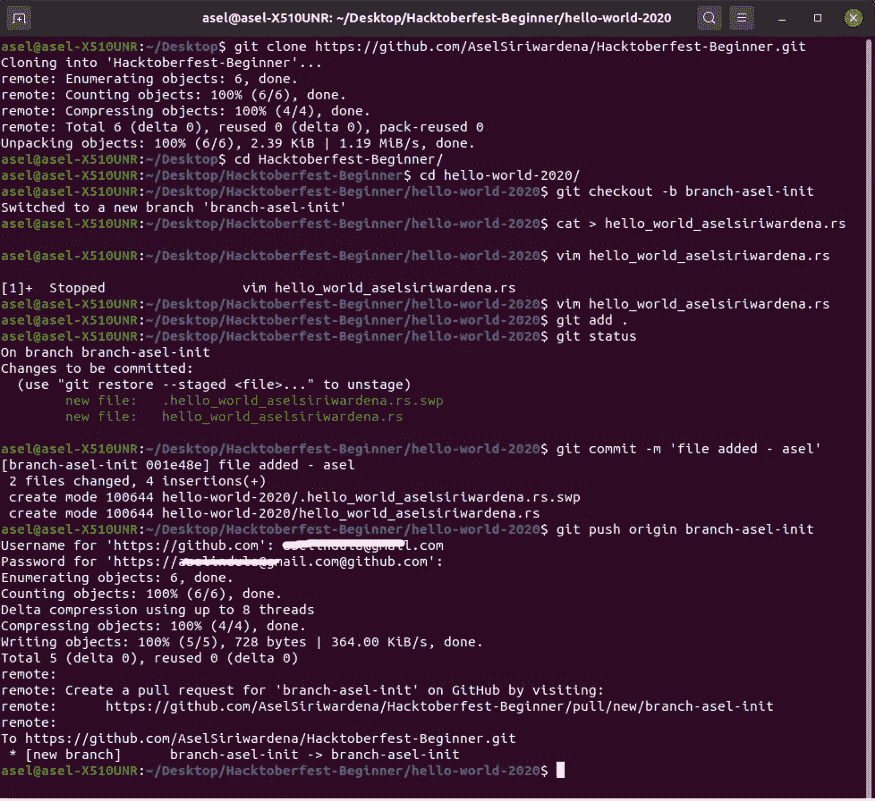 asel@asel-X510UNR: ~/Desktop/Hacktoberfest-Beginner/hello-world-2020
asel@asel-X510UNR:~/Desktop$ git clone https://github.com/AselSiriwardena/Hacktoberfest-Beginner.git
Cloning into 'Hacktoberfest-Beginner'...
remote: Enumerating objects: 6, done.
remote: Counting objects: 100% (6/6), done.
remote: Compressing objects: 100% (4/4), done.
remote: Total 6 (delta 0), reused 0 (delta 0), pack-reused 0
Unpacking objects: 100% (6/6), 2.39 KiB | 1.19 MiB/s, done.
asel@asel-X510UNR:~/Desktop$ cd Hacktoberfest-Beginner/
asel@asel-X510UNR:~/Desktop/Hacktoberfest-Beginner$ cd hello-world-2020/
asel@asel-X510UNR:~/Desktop/Hacktoberfest-Beginner/hello-world-2020$ git checkout -b branch-asel-init
Switched to a new branch 'branch-asel-init'
asel@asel-X510UNR:~/Desktop/Hacktoberfest-Beginner/hello-world-2020$ cat > hello_world_aselsiriwardena.rs
asel@asel-X510UNR:~/Desktop/Hacktoberfest-Beginner/hello-world-2020$ vim hello_world_aselsiriwardena.rs
[1]+  Stopped                 vim hello_world_aselsiriwardena.rs
asel@asel-X510UNR:~/Desktop/Hacktoberfest-Beginner/hello-world-2020$ vim hello_world_aselsiriwardena.rs
asel@asel-X510UNR:~/Desktop/Hacktoberfest-Beginner/hello-world-2020$ git add .
asel@asel-X510UNR:~/Desktop/Hacktoberfest-Beginner/hello-world-2020$ git status
On branch branch-asel-init
Changes to be committed:
  (use "git restore --staged <file>..." to unstage)
        new file:   .hello_world_aselsiriwardena.rs.swp
        new file:   hello_world_aselsiriwardena.rs
asel@asel-X510UNR:~/Desktop/Hacktoberfest-Beginner/hello-world-2020$ git commit -m 'file added - asel'
[branch-asel-init 001e48e] file added - asel
 2 files changed, 4 insertions(+)
 create mode 100644 hello-world-2020/.hello_world_aselsiriwardena.rs.swp
 create mode 100644 hello-world-2020/hello_world_aselsiriwardena.rs
asel@asel-X510UNR:~/Desktop/Hacktoberfest-Beginner/hello-world-2020$ git push origin branch-asel-init
Username for 'https://github.com': .com
Password for 'https:// mail.com@github.com':
Enumerating objects: 6, done.
Counting objects: 100% (6/6), done.
Delta compression using up to 8 threads
Compressing objects: 100% (4/4), done.
Writing objects: 100% (5/5), 728 bytes | 364.00 KiB/s, done.
Total 5 (delta 0), reused 0 (delta 0)
remote:
remote: Create a pull request for 'branch-asel-init' on GitHub by visiting:
remote:      https://github.com/AselSiriwardena/Hacktoberfest-Beginner/pull/new/branch-asel-init
remote:
To https://github.com/AselSiriwardena/Hacktoberfest-Beginner.git
 * [new branch]      branch-asel-init -> branch-asel-init
asel@asel-X510UNR:~/Desktop/Hacktoberfest-Beginner/hello-world-2020$